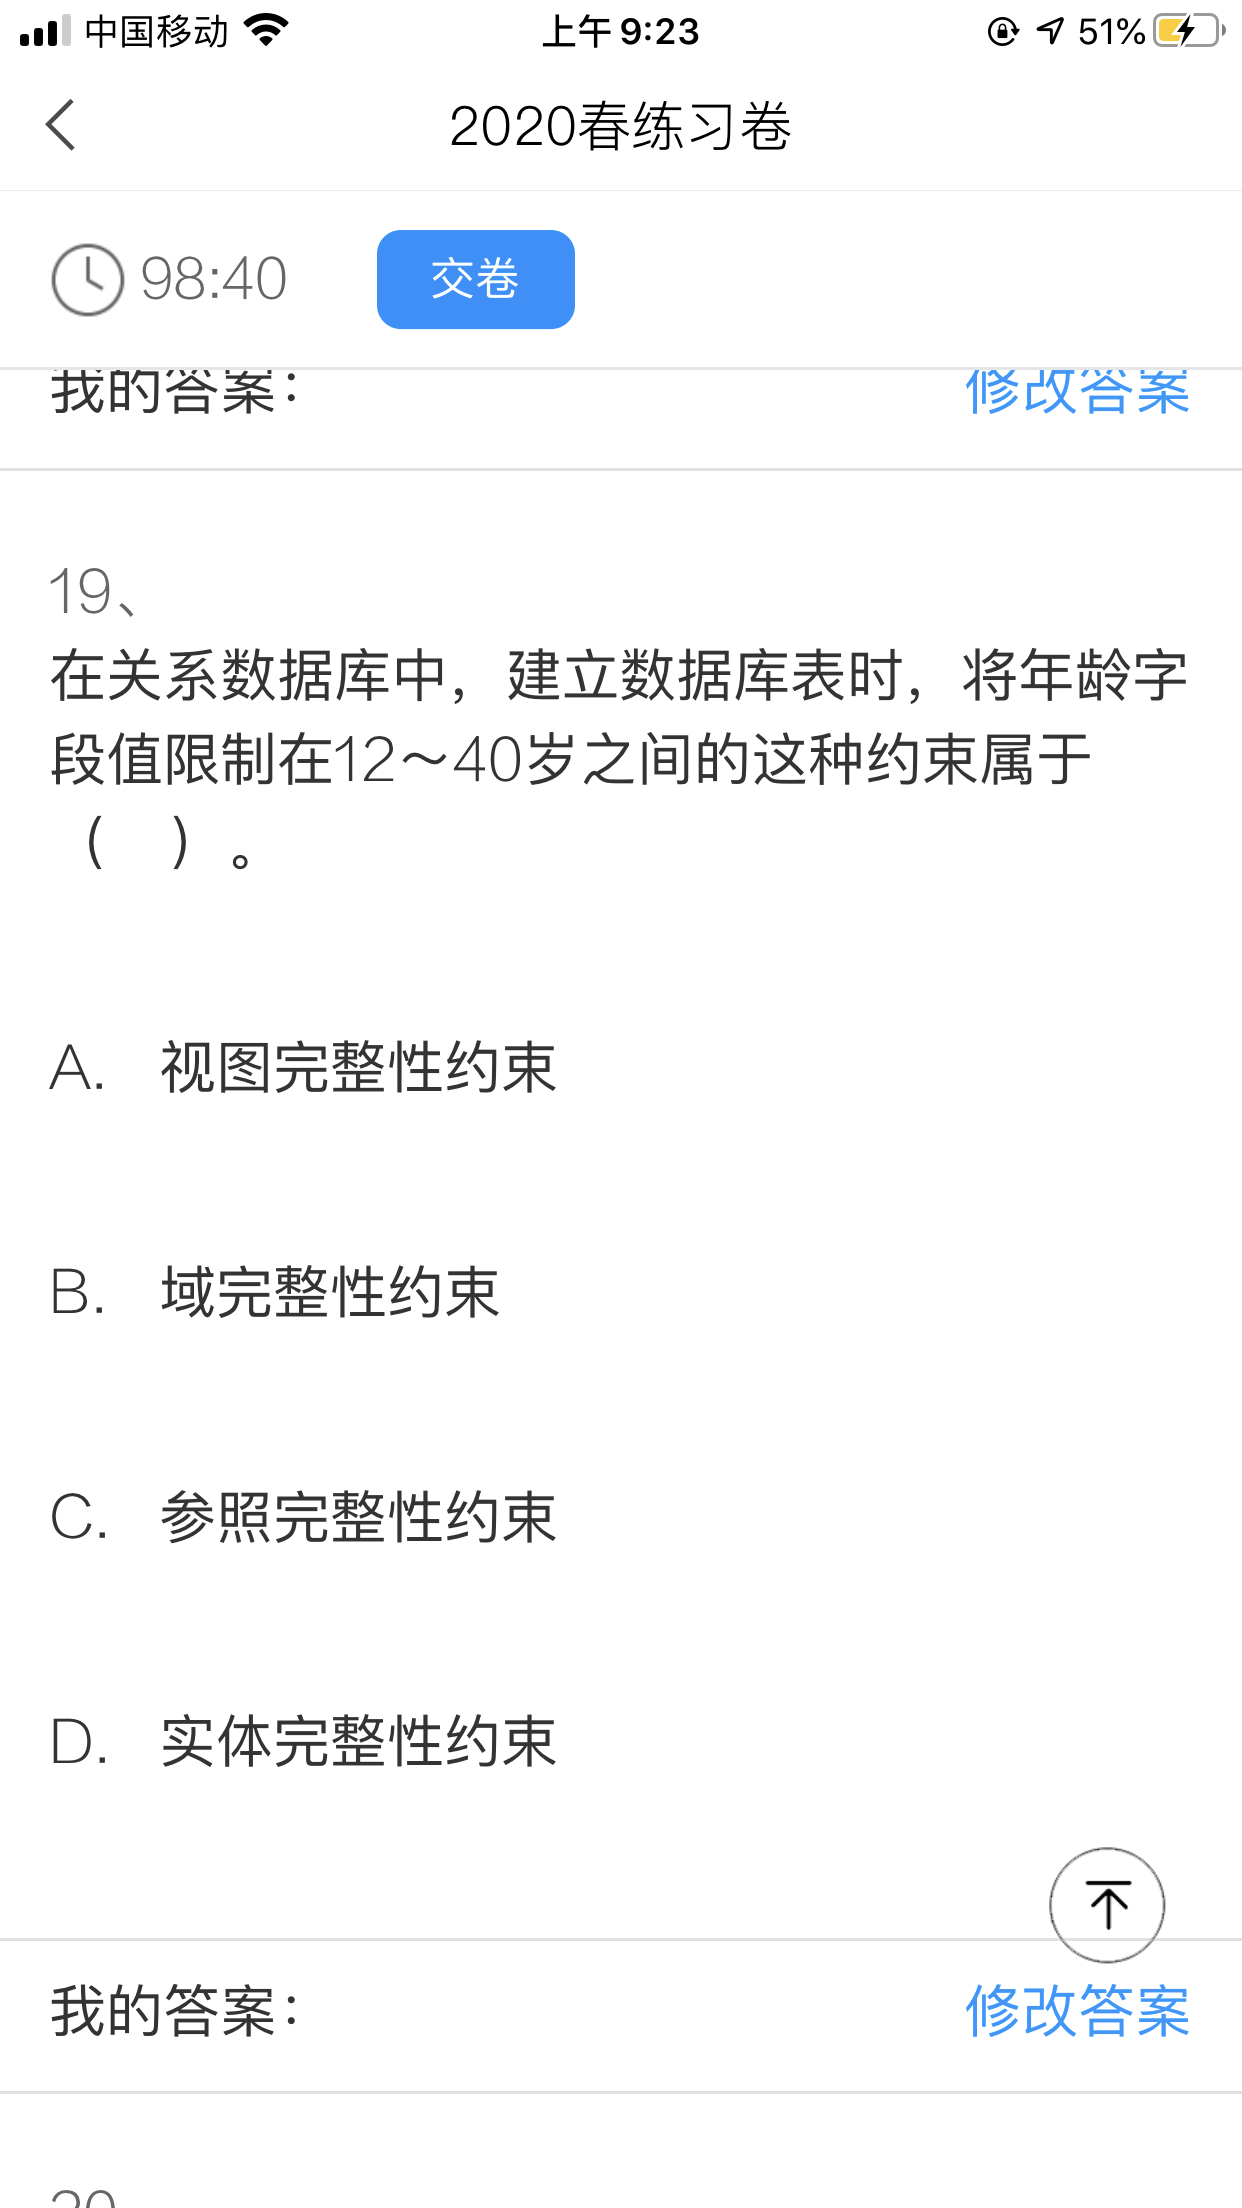 中国移动 上午 9:23 51%
2020春练习卷
98:40 交卷
我的答案： 修改答案
19、
在关系数据库中，建立数据库表时，将年龄字
段值限制在12～40岁之间的这种约束属于
（ ）。
A. 视图完整性约束
B. 域完整性约束
C. 参照完整性约束
D. 实体完整性约束
我的答案： 修改答案
20